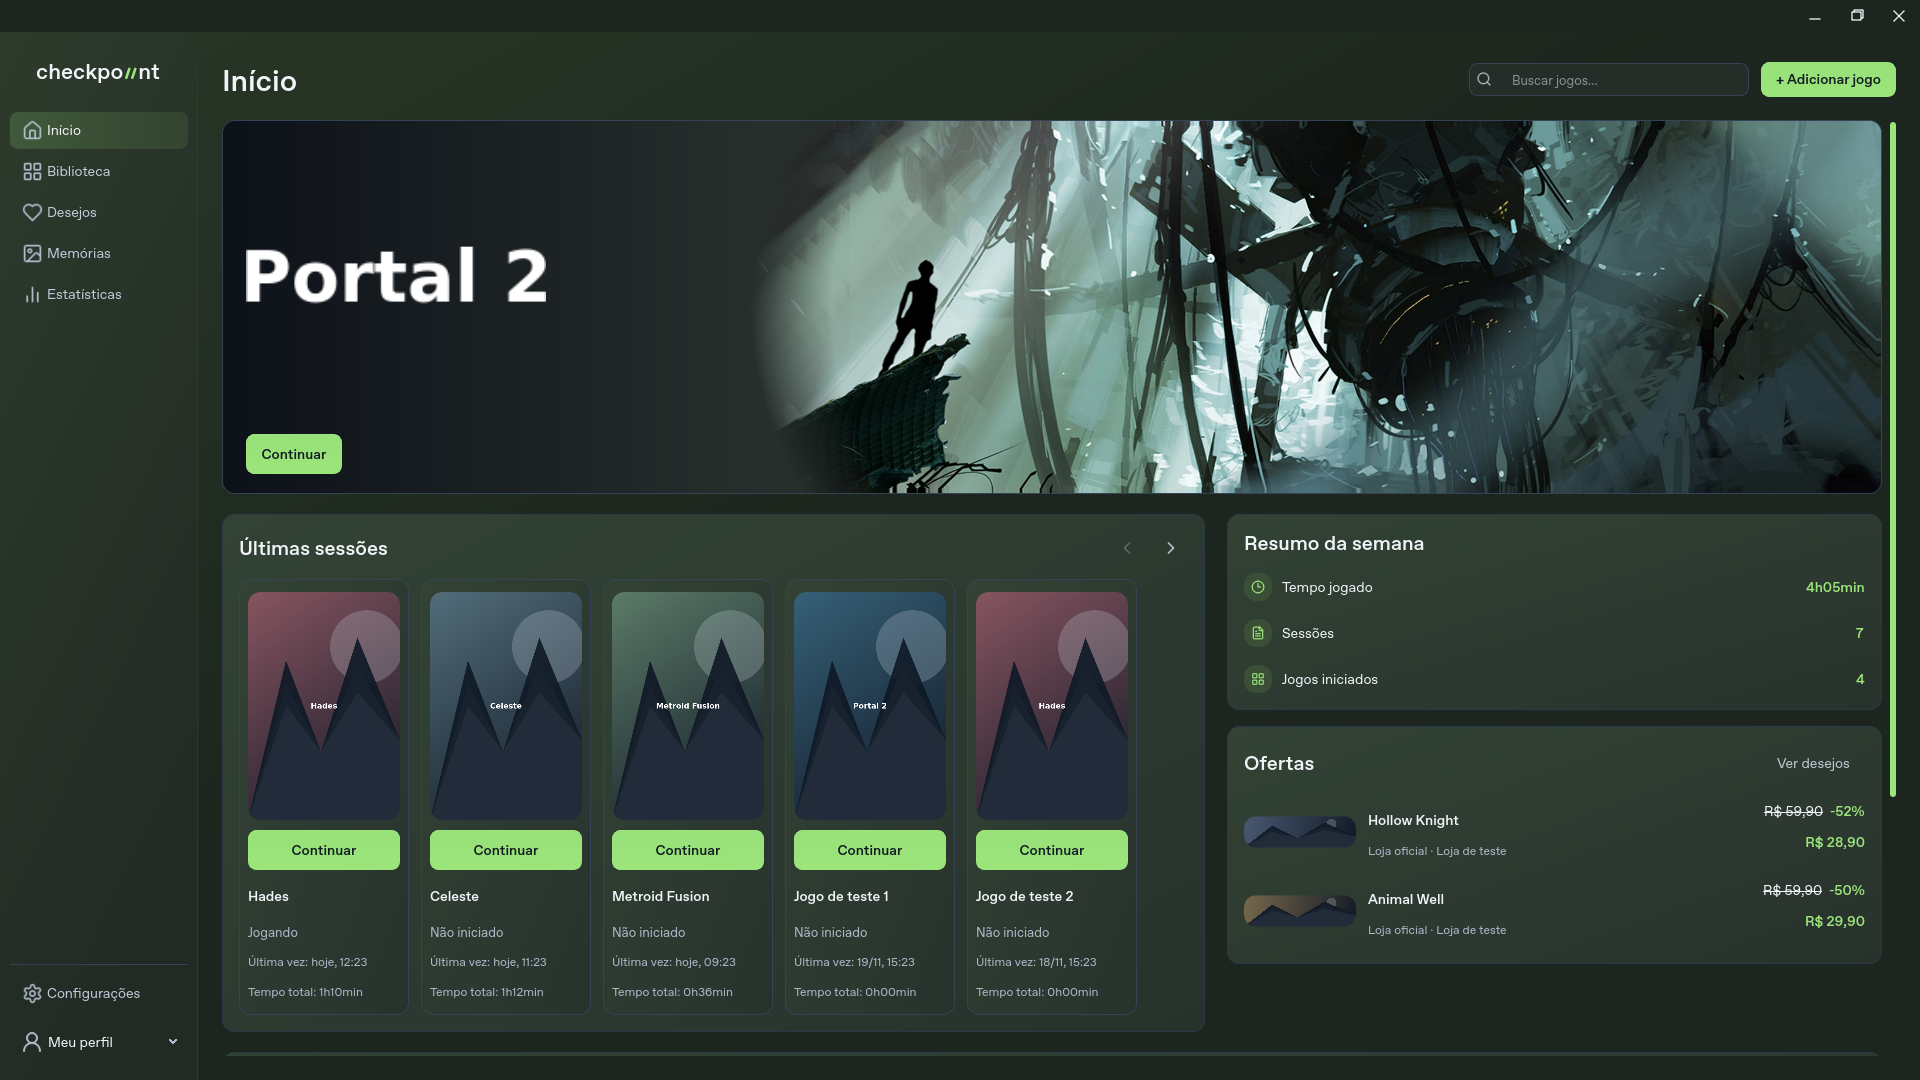 checkpo//nt
Início
Biblioteca
Desejos
Memórias
Estatísticas
Configurações
Meu perfil
Início
Buscar jogos...
+ Adicionar jogo
Portal 2
Continuar
Últimas sessões
Hades
Continuar
Hades
Jogando
Última vez: hoje, 12:23
Tempo total: 1h10min
Celeste
Continuar
Celeste
Não iniciado
Última vez: hoje, 11:23
Tempo total: 1h12min
Metroid Fusion
Continuar
Metroid Fusion
Não iniciado
Última vez: hoje, 09:23
Tempo total: 0h36min
Portal 2
Continuar
Jogo de teste 1
Não iniciado
Última vez: 19/11, 15:23
Tempo total: 0h00min
Hades
Continuar
Jogo de teste 2
Não iniciado
Última vez: 18/11, 15:23
Tempo total: 0h00min
Resumo da semana
Tempo jogado 4h05min
Sessões 7
Jogos iniciados 4
Ofertas Ver desejos
Hollow Knight
Loja oficial · Loja de teste
R$ 59,90 -52%
R$ 28,90
Animal Well
Loja oficial · Loja de teste
R$ 59,90 -50%
R$ 29,90